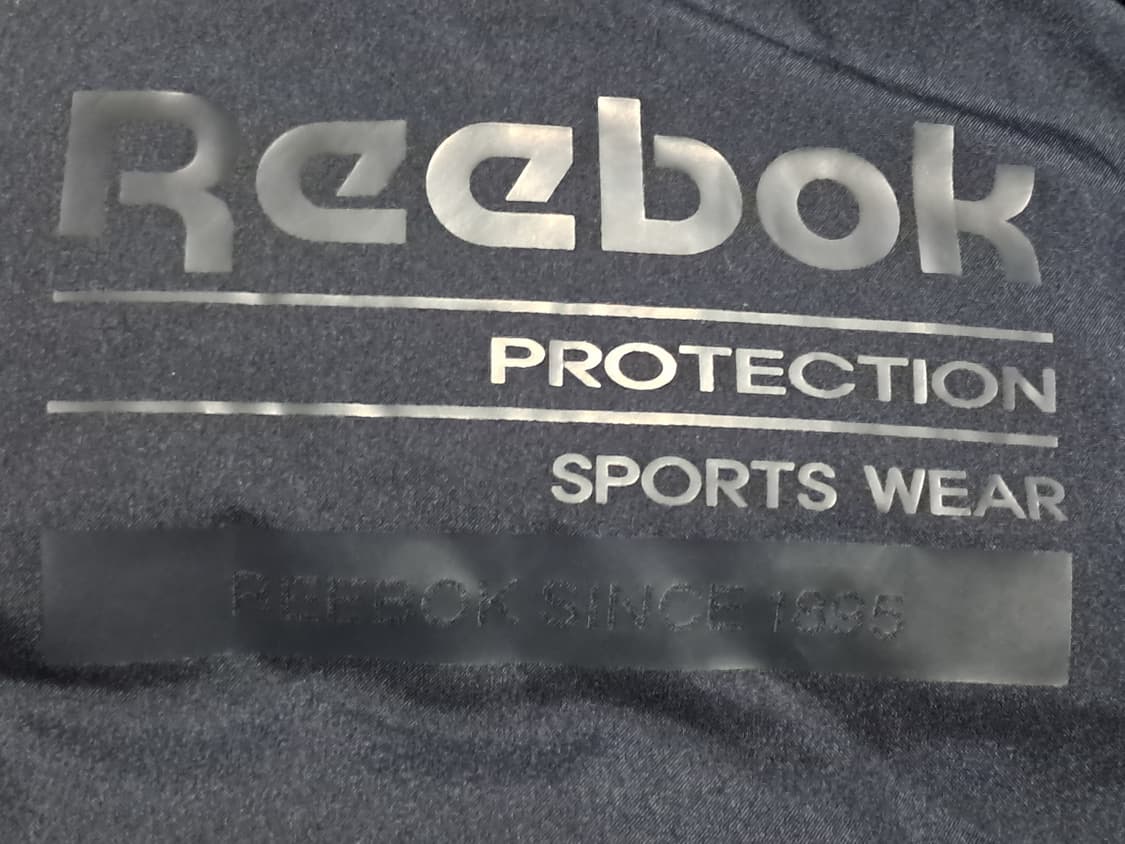 Reebok
PROTECTION
SPORTS WEAR
REEBOK SINCE 1895